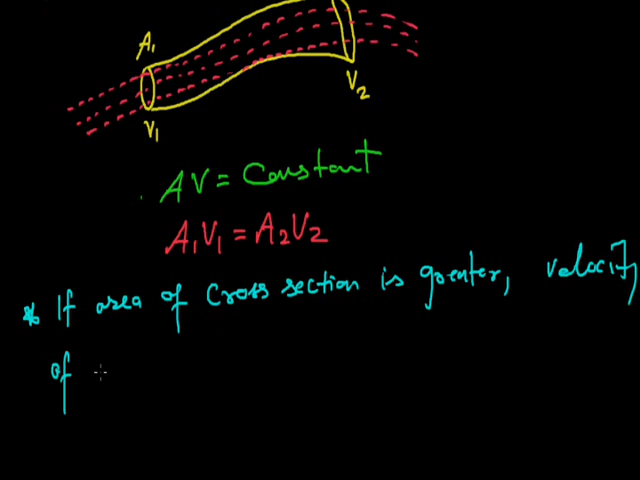 A₁
V₁
V₂
AV = Constant
A₁V₁ = A₂V₂
* If area of cross section is greater, velocity
of